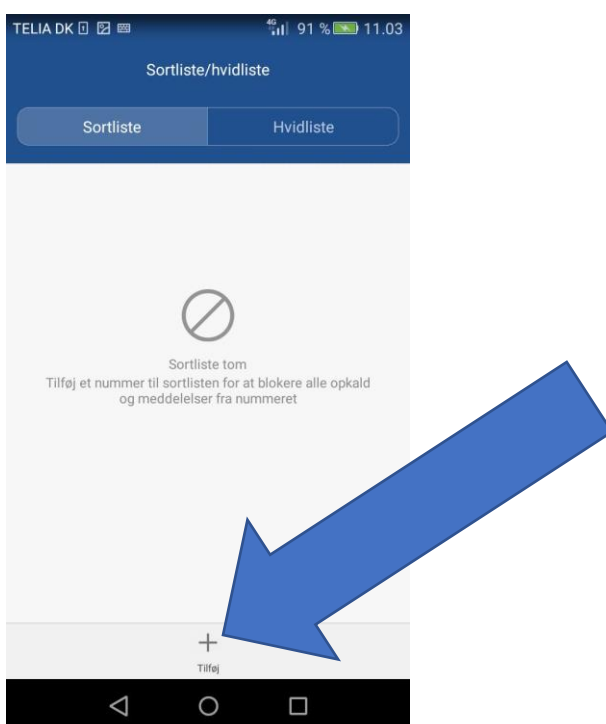 TELIA DK 4G 91 % 11.03
Sortliste/hvidliste
Sortliste Hvidliste
Sortliste tom
Tilføj et nummer til sortlisten for at blokere alle opkald
og meddelelser fra nummeret
Tilføj